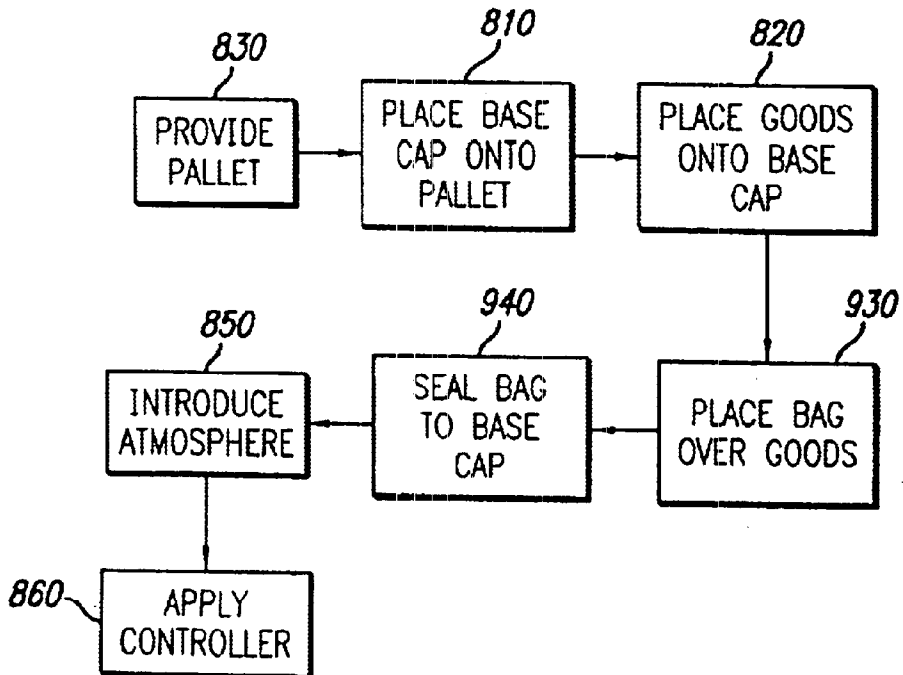 830
PROVIDE
PALLET
810
PLACE BASE
CAP ONTO
PALLET
820
PLACE GOODS
ONTO BASE
CAP
930
PLACE BAG
OVER GOODS
940
SEAL BAG
TO BASE
CAP
850
INTRODUCE
ATMOSPHERE
860
APPLY
CONTROLLER